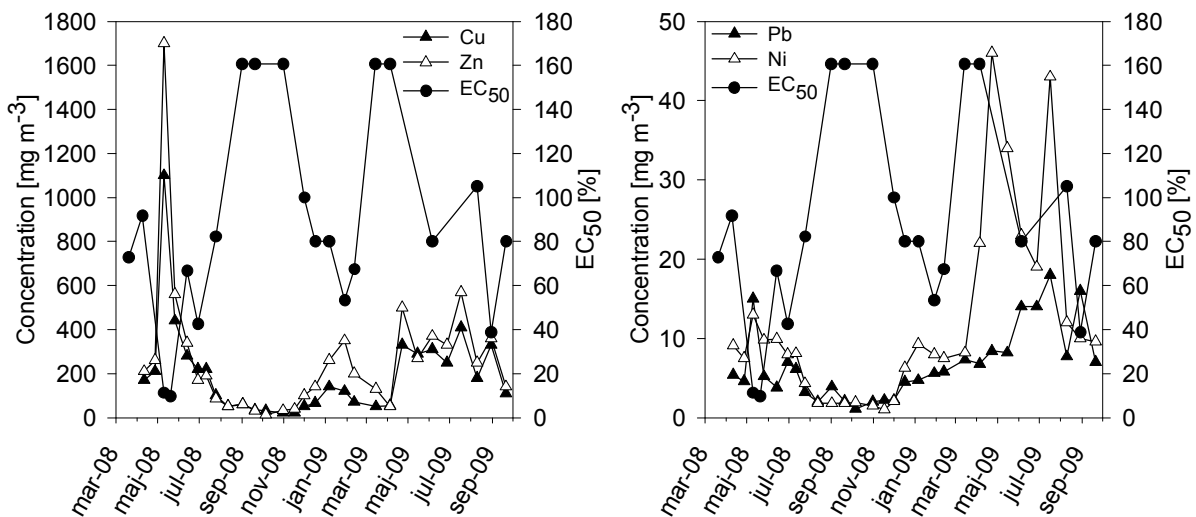 Concentration [mg m-3]
1800
1600
1400
1200
1000
800
600
400
200
0
Cu
Zn
EC50
180
160
140
120
100
80
60
40
20
0
EC50 [%]
mar-08
maj-08
jul-08
sep-08
nov-08
jan-09
mar-09
maj-09
jul-09
sep-09
Concentration [mg m-3]
50
40
30
20
10
0
Pb
Ni
EC50
180
160
140
120
100
80
60
40
20
0
EC50 [%]
mar-08
maj-08
jul-08
sep-08
nov-08
jan-09
mar-09
maj-09
jul-09
sep-09